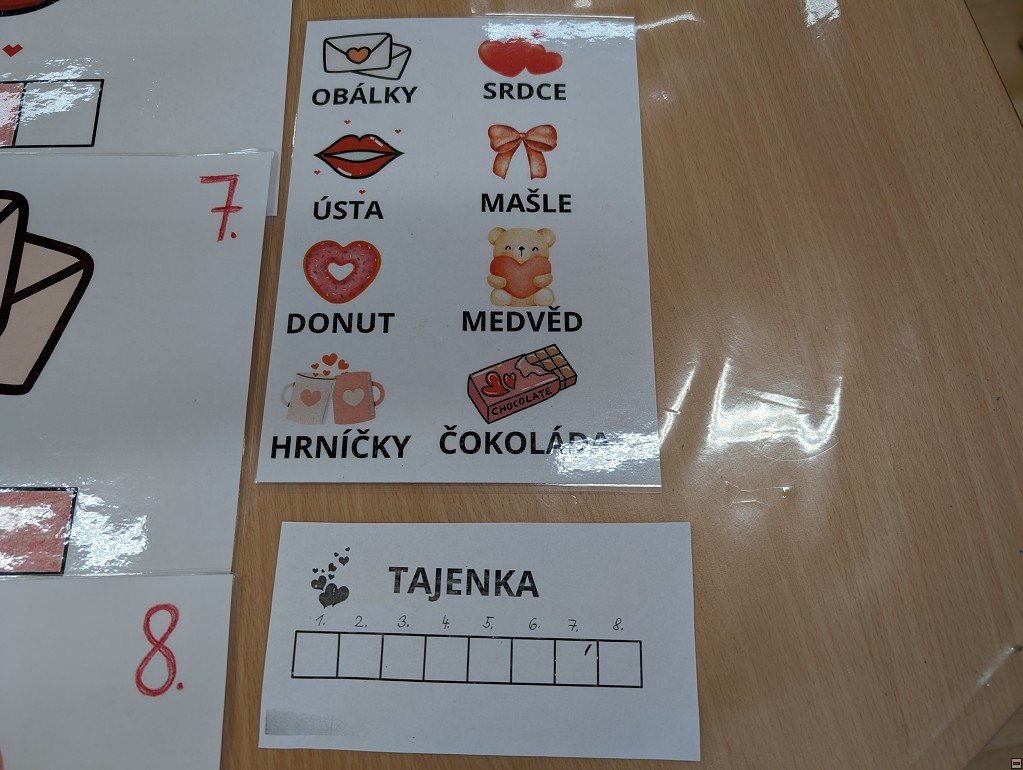 OBÁLKY
SRDCE
ÚSTA
MAŠLE
DONUT
MEDVĚD
CHOCOLATE
HRNÍČKY
ČOKOLÁDA
7.
8.
TAJENKA
1. 2. 3. 4. 5. 6. 7. 8.